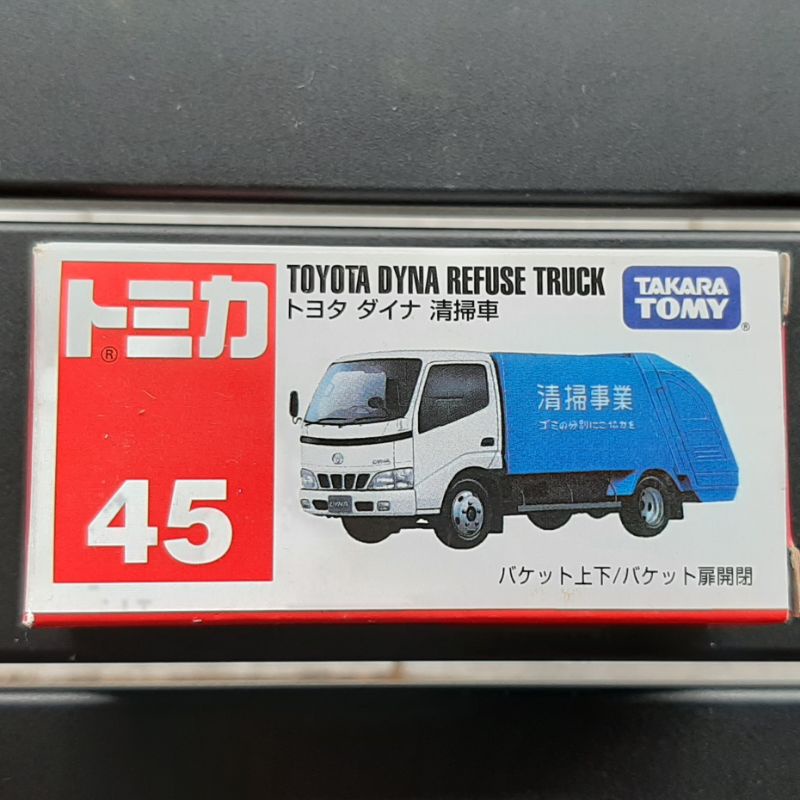 トミカ
®
45
TOYOTA DYNA REFUSE TRUCK
トヨタ ダイナ 清掃車
TAKARA
TOMY
®
清掃事業
ゴミの分別にご協力を
DYNA
DYNA
バケット上下/バケット扉開閉